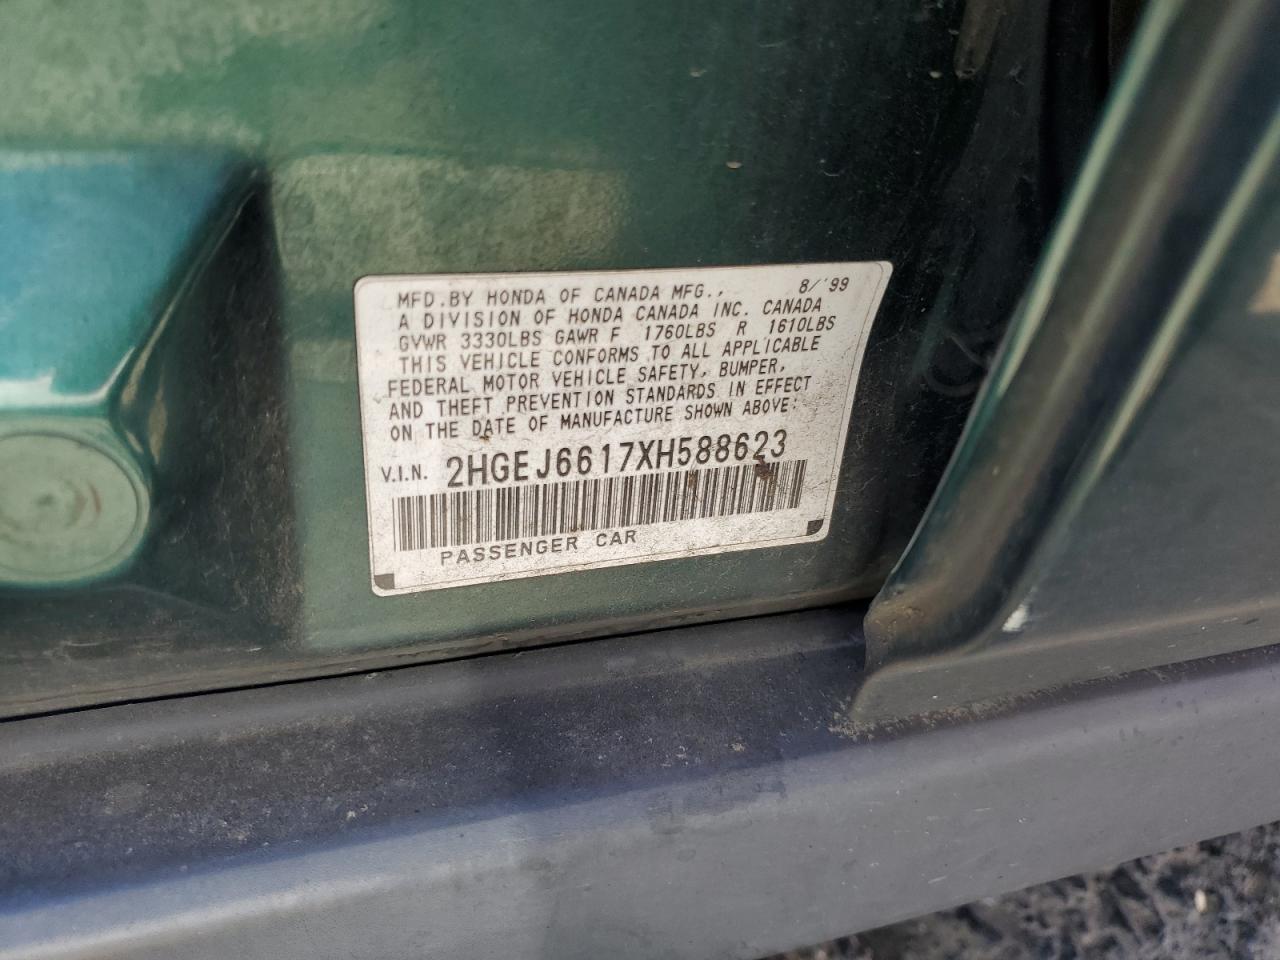 MFD.BY HONDA OF CANADA MFG., 8/'99
A DIVISION OF HONDA CANADA INC. CANADA
GVWR 3330LBS GAWR F 1760LBS R 1610LBS
THIS VEHICLE CONFORMS TO ALL APPLICABLE
FEDERAL MOTOR VEHICLE SAFETY, BUMPER,
AND THEFT PREVENTION STANDARDS IN EFFECT
ON THE DATE OF MANUFACTURE SHOWN ABOVE:
V.I.N. 2HGEJ6617XH588623
PASSENGER CAR